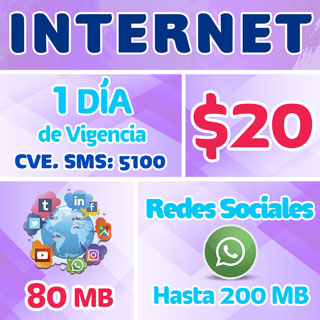 INTERNET
1 DÍA
de Vigencia
CVE. SMS: 5100
$20
80 MB
Redes Sociales
Hasta 200 MB